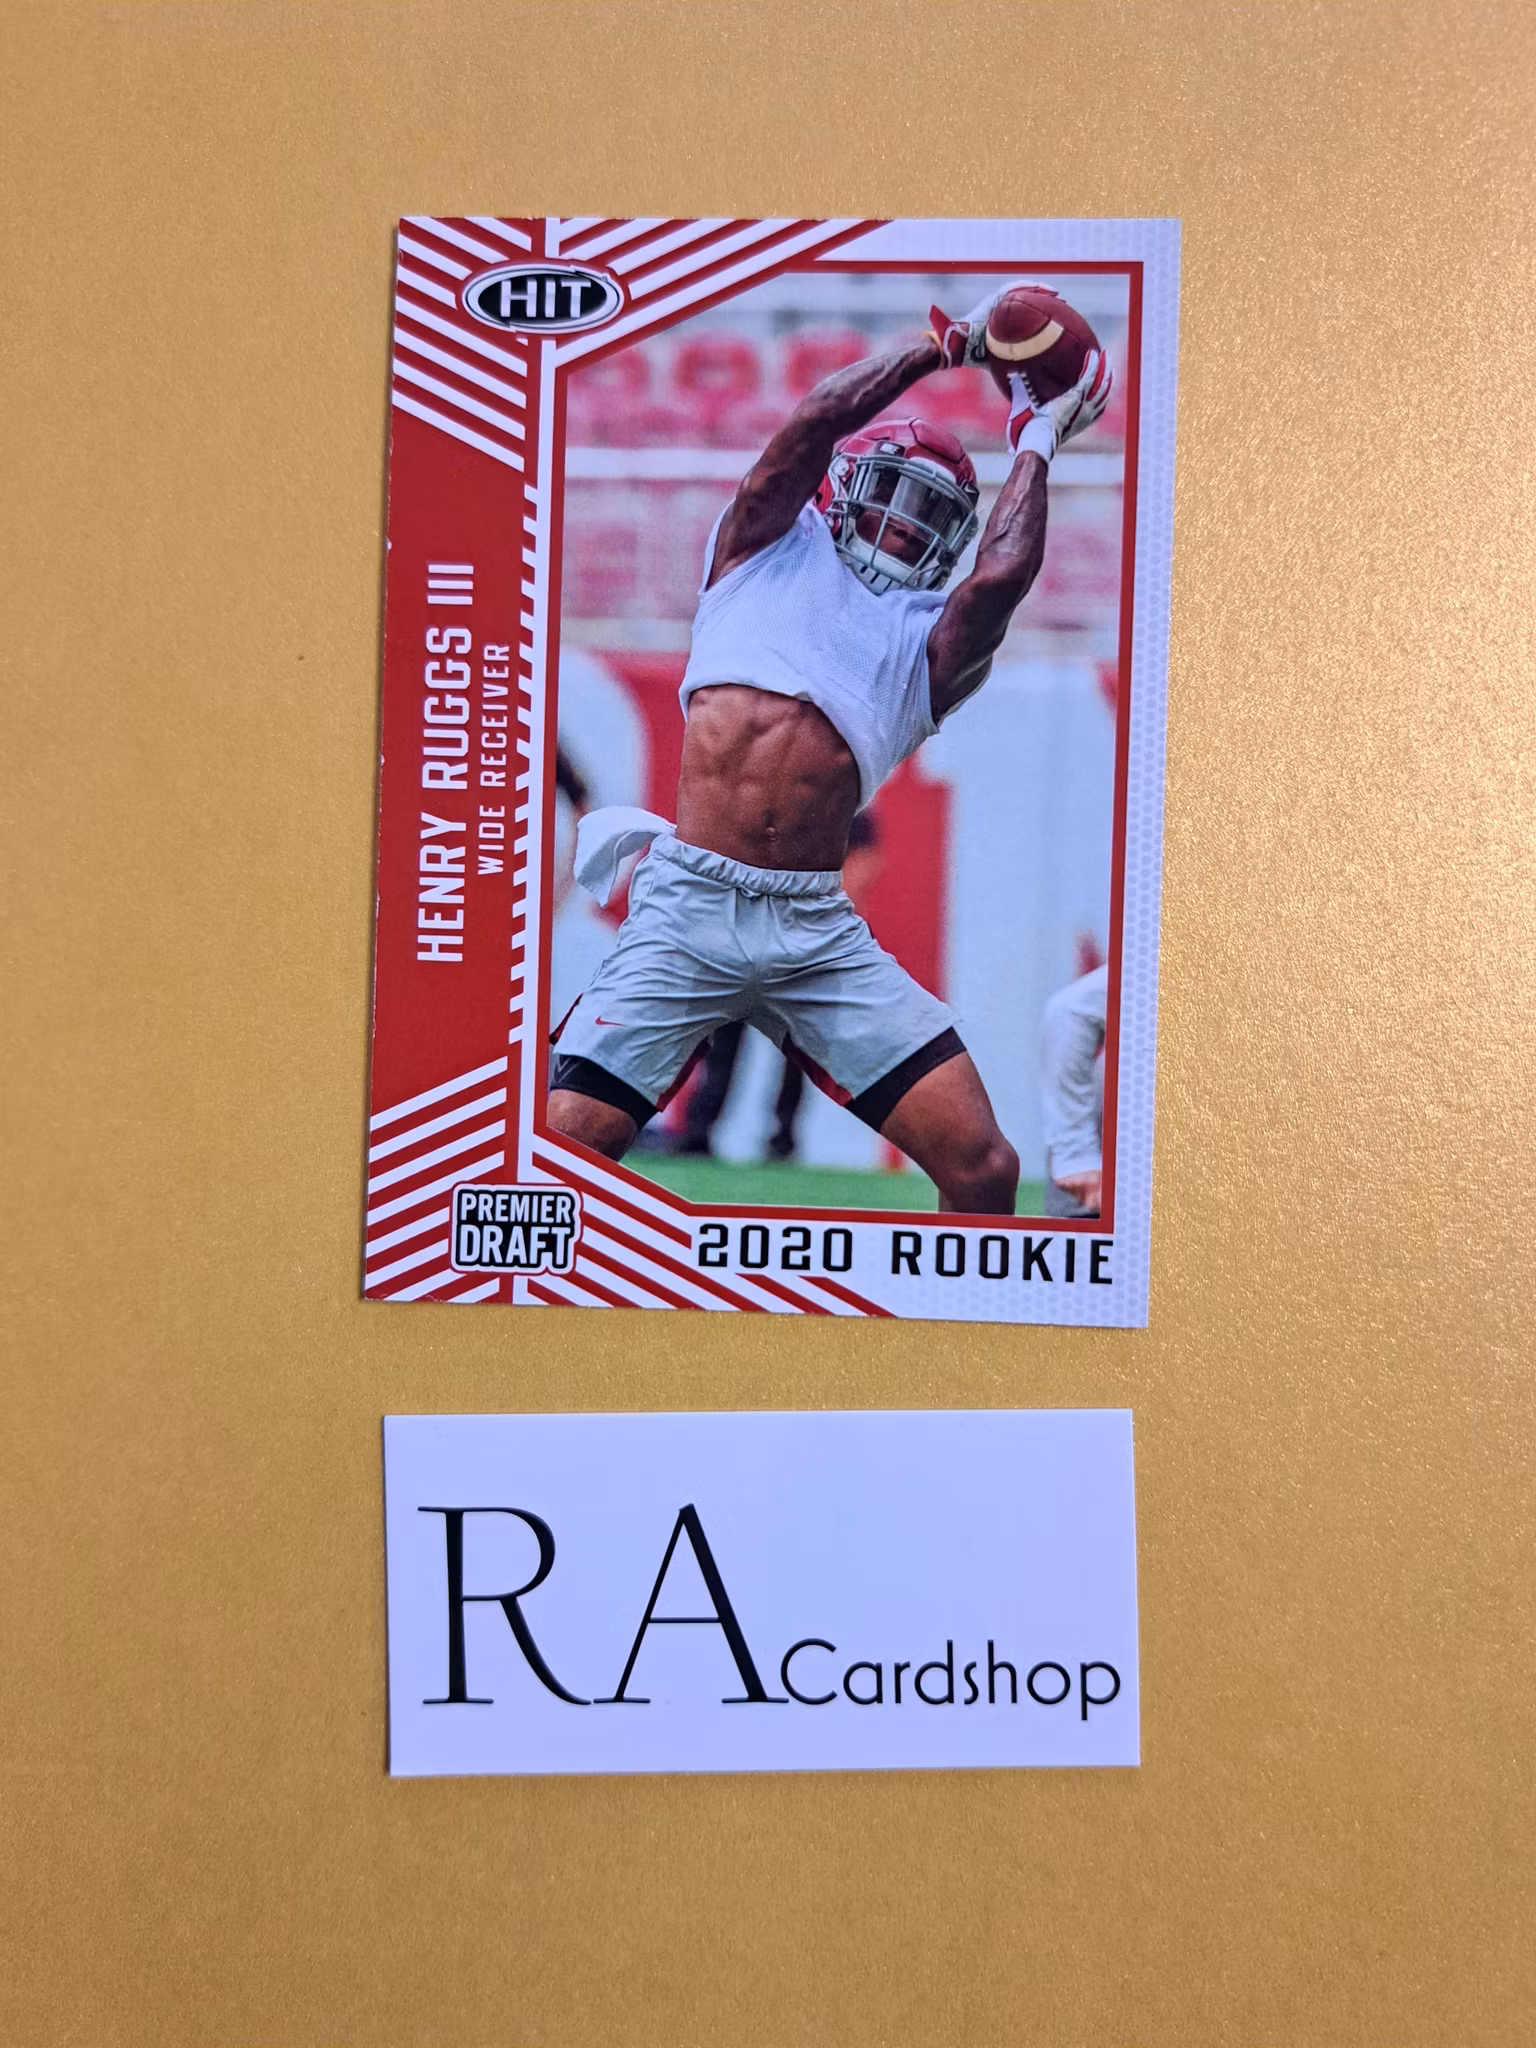 HIT
HENRY RUGGS III
WIDE RECEIVER
PREMIER
DRAFT
2020 ROOKIE
RA Cardshop